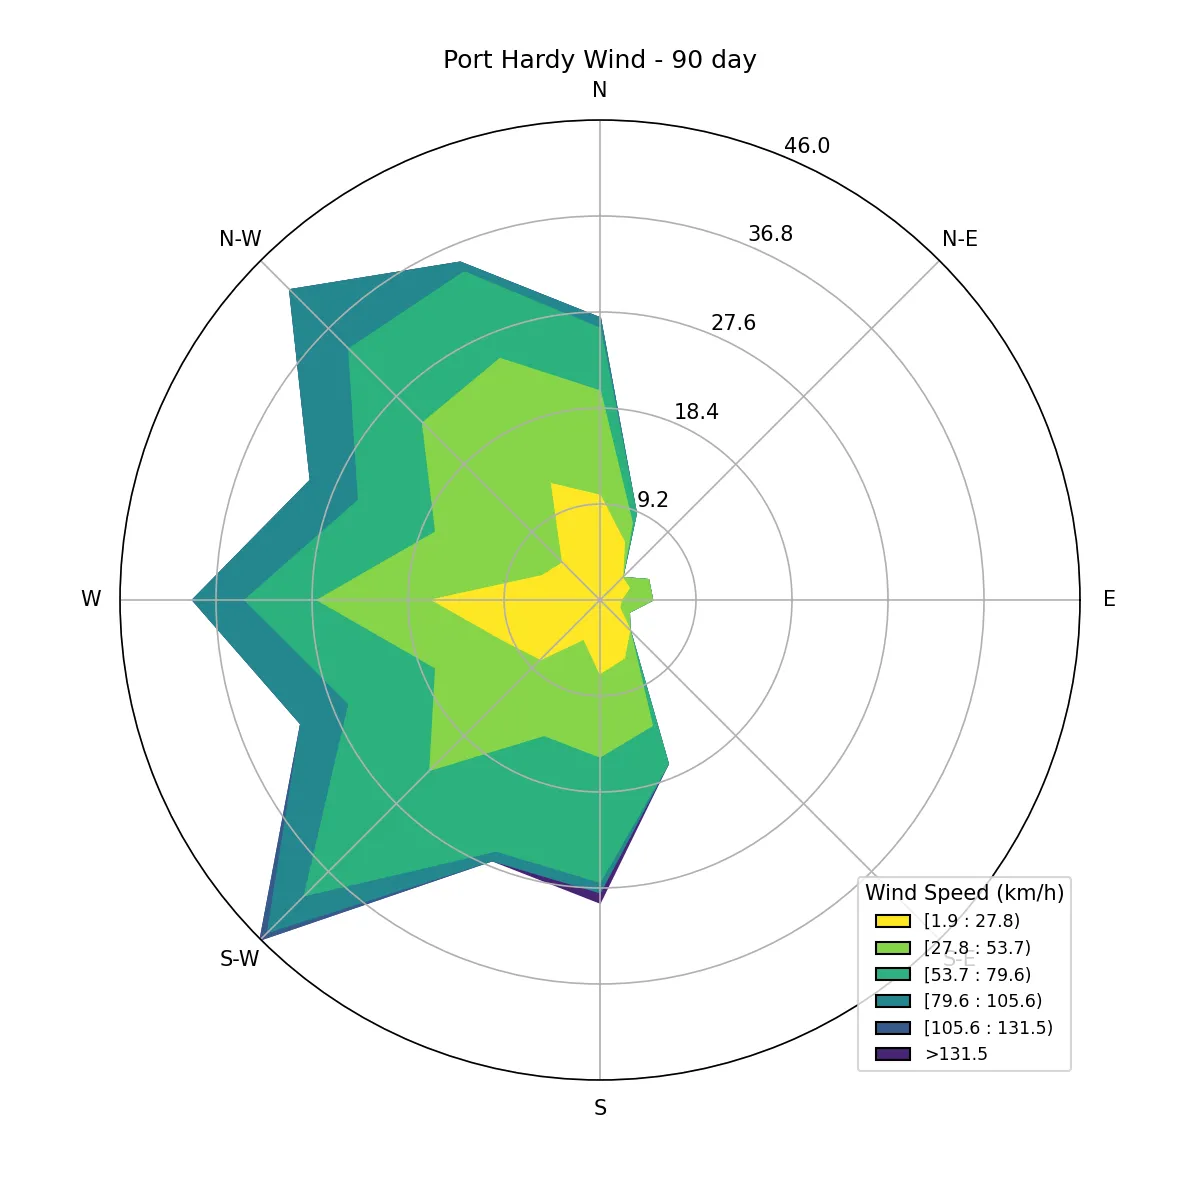 Port Hardy Wind - 90 day
N
46.0
36.8
N-W
N-E
27.6
18.4
9.2
W
E
Wind Speed (km/h)
[1.9 : 27.8)
[27.8 : 53.7)
S-W
S-E
[53.7 : 79.6)
[79.6 : 105.6)
[105.6 : 131.5)
>131.5
S